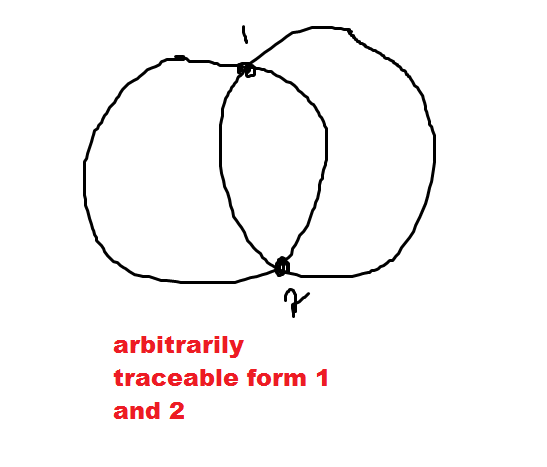 1
2
arbitrarily
traceable form 1
and 2